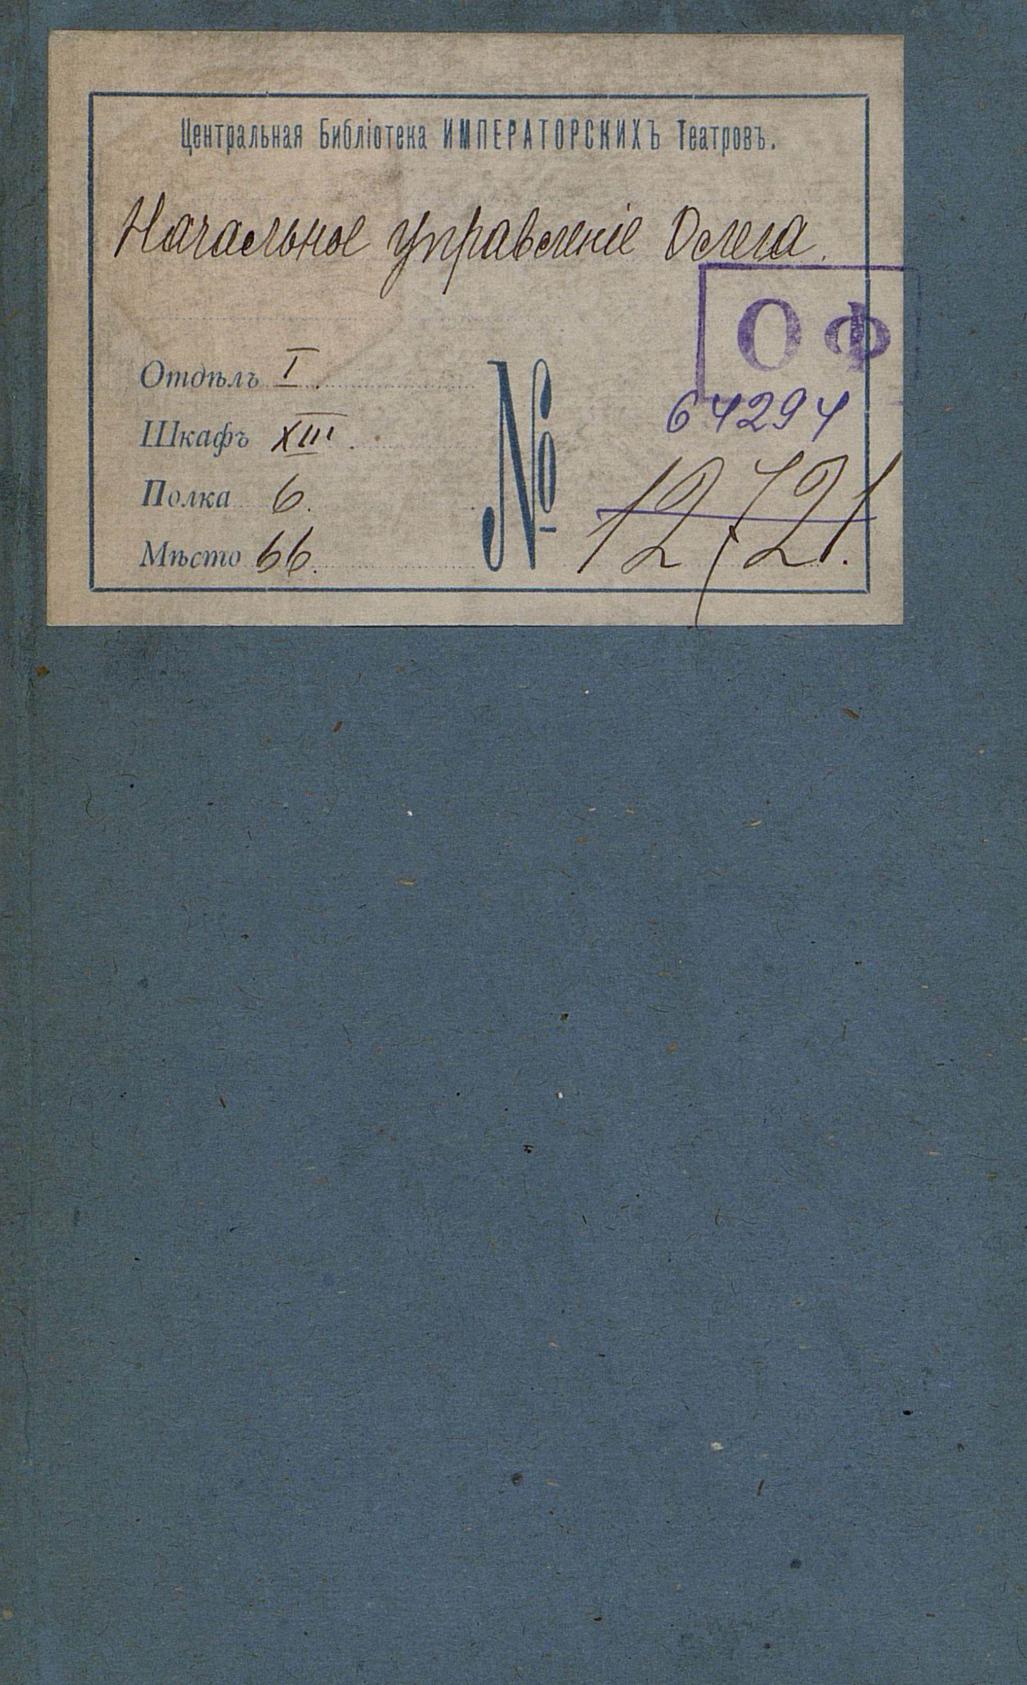 Центральная Библіотека ИМПЕРАТОРСКИХЪ Театровъ.
Начальное управленіе Олега.
ОФ
Отдѣлъ I.
64294
Шкафъ XIII.
Полка 6.
Мѣсто 66.
№ 12721.